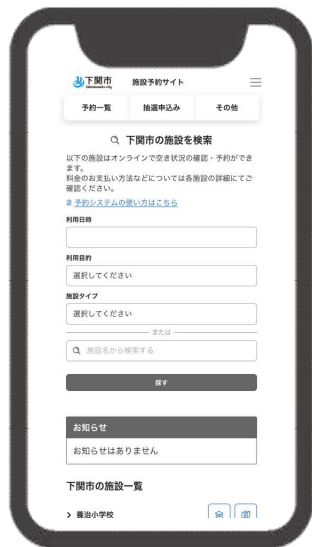 下関市
Shimonoseki city
施設予約サイト
予約一覧
抽選申込み
その他
下関市の施設を検索
以下の施設はオンラインで空き状況の確認・予約ができ
ます。
料金のお支払い方法などについては各施設の詳細にてご
確認ください。
予約システムの使い方はこちら
利用日時
利用目的
選択してください
施設タイプ
選択してください
または
施設名から検索する
探す
お知らせ
お知らせはありません
下関市の施設一覧
養治小学校